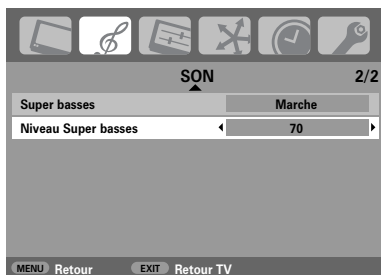 SON 2/2
Super basses Marche
Niveau Super basses 70
MENU Retour EXIT Retour TV